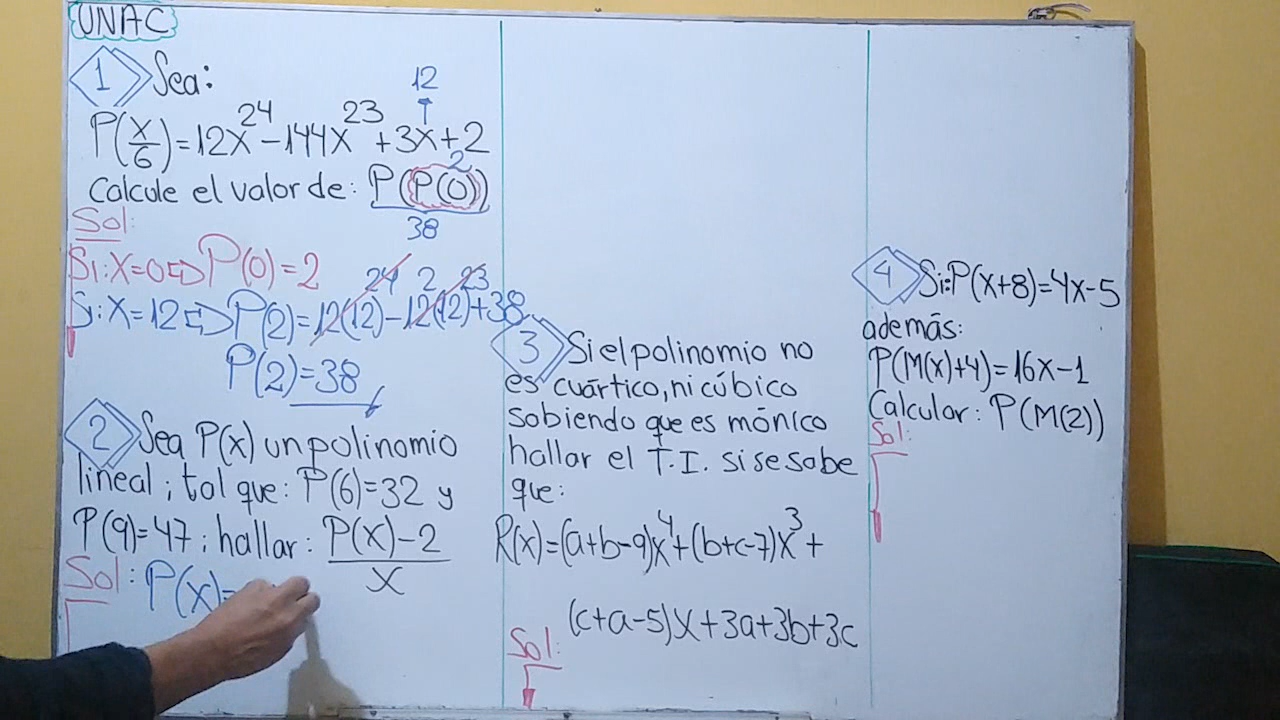 UNAC
1 Sea:
12
P(x/6)=12x^24-144x^23+3x+2
2
Calcule el valor de: P(P(0))
38
Sol:
Si:x=0⇒P(0)=2
24 2 23
Si:x=12⇒P(2)=12(12)-12(12)+38
P(2)=38
2 Sea P(x) un polinomio
lineal; tal que: P(6)=32 y
P(9)=47; hallar: P(x)-2
x
Sol: P(x)=
3 Si el polinomio no
es cuártico, ni cúbico
sobiendo que es mónico
hallar el T.I. si se sabe
que:
R(x)=(a+b-9)x^4+(b+c-7)x^3+
(c+a-5)x+3a+3b+3c
Sol:
4 Si:P(x+8)=4x-5
además:
P(M(x)+4)=16x-1
Calcular: P(M(2))
Sol: